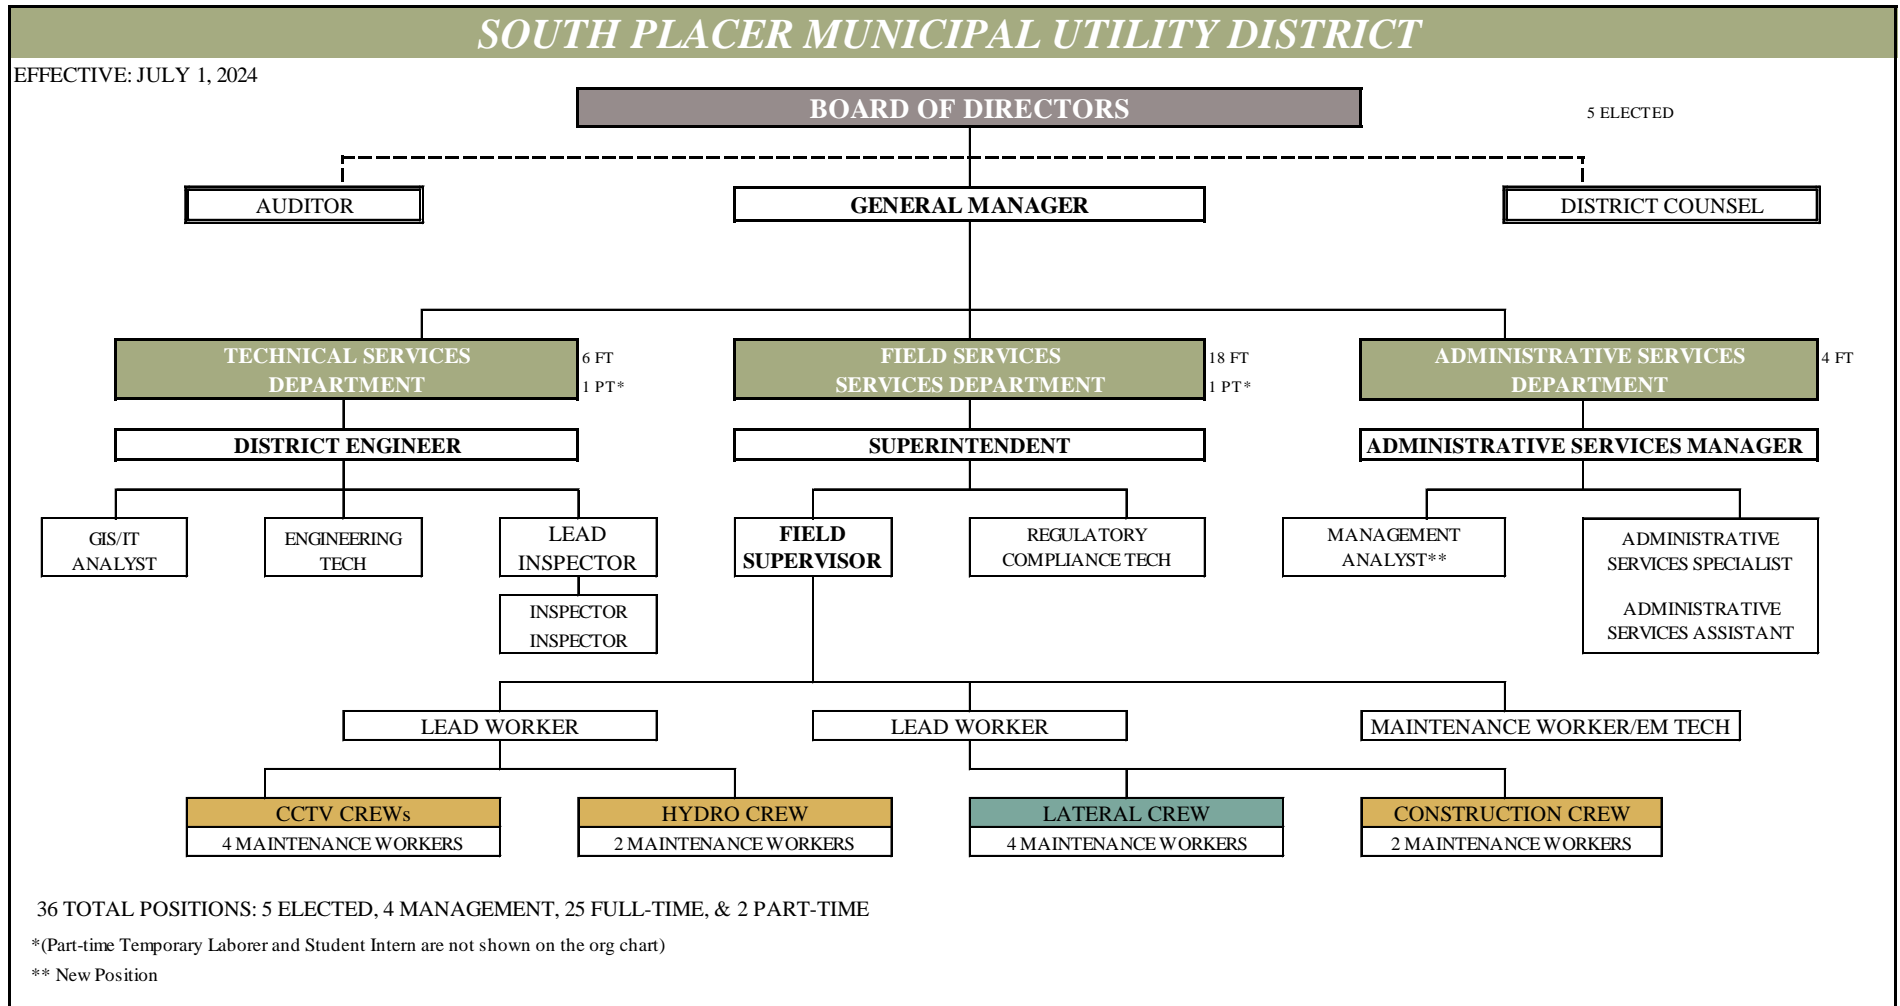 SOUTH PLACER MUNICIPAL UTILITY DISTRICT
EFFECTIVE: JULY 1, 2024
BOARD OF DIRECTORS
5 ELECTED
AUDITOR
GENERAL MANAGER
DISTRICT COUNSEL
TECHNICAL SERVICES
DEPARTMENT
6 FT
1 PT*
FIELD SERVICES
SERVICES DEPARTMENT
18 FT
1 PT*
ADMINISTRATIVE SERVICES
DEPARTMENT
4 FT
DISTRICT ENGINEER
SUPERINTENDENT
ADMINISTRATIVE SERVICES MANAGER
GIS/IT
ANALYST
ENGINEERING
TECH
LEAD
INSPECTOR
INSPECTOR
INSPECTOR
FIELD
SUPERVISOR
REGULATORY
COMPLIANCE TECH
MANAGEMENT
ANALYST**
ADMINISTRATIVE
SERVICES SPECIALIST
ADMINISTRATIVE
SERVICES ASSISTANT
LEAD WORKER
LEAD WORKER
MAINTENANCE WORKER/EM TECH
CCTV CREWs
4 MAINTENANCE WORKERS
HYDRO CREW
2 MAINTENANCE WORKERS
LATERAL CREW
4 MAINTENANCE WORKERS
CONSTRUCTION CREW
2 MAINTENANCE WORKERS
36 TOTAL POSITIONS: 5 ELECTED, 4 MANAGEMENT, 25 FULL-TIME, & 2 PART-TIME
*(Part-time Temporary Laborer and Student Intern are not shown on the org chart)
** New Position